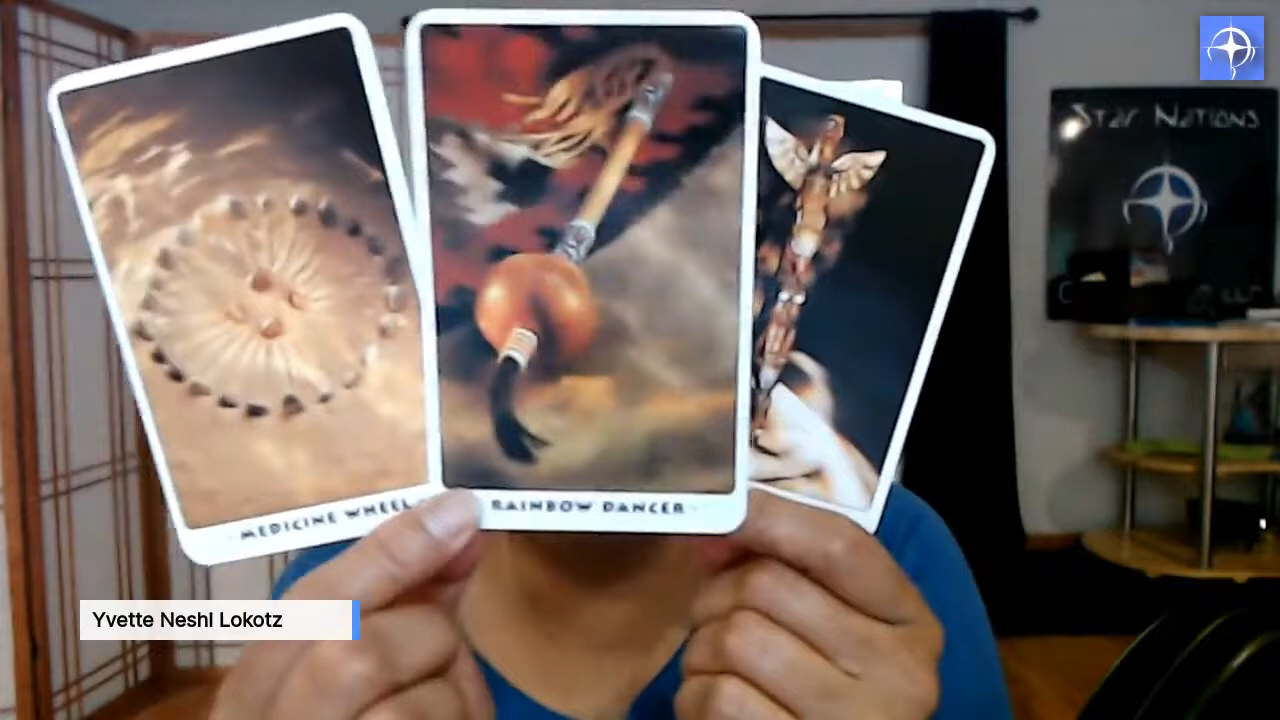 Star Nations
MEDICINE WHEEL
RAINBOW DANCER
Yvette Neshi Lokotz